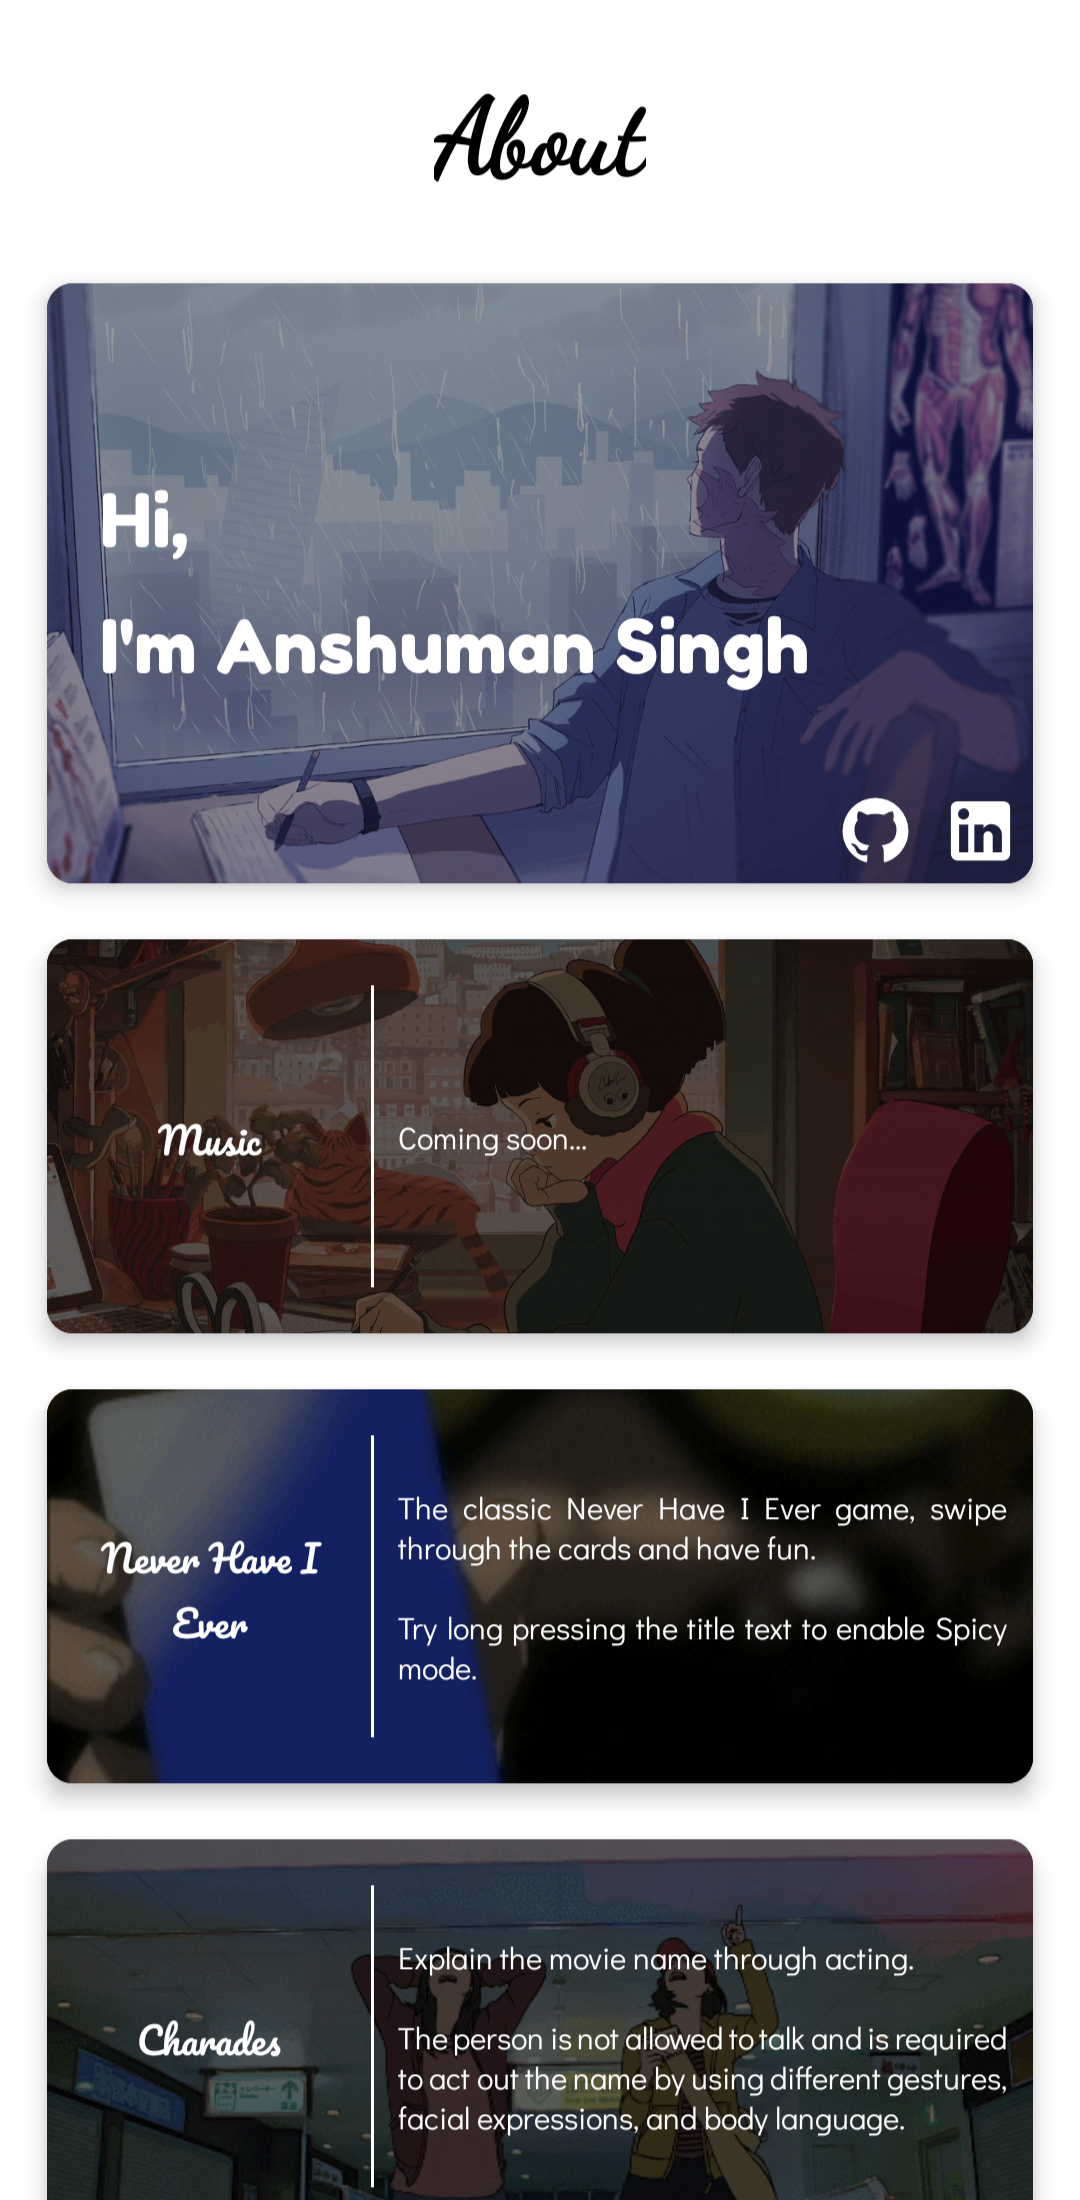 About
Hi,
I'm Anshuman Singh
in
Music
Coming soon...
Never Have I
Ever
The classic Never Have I Ever game, swipe
through the cards and have fun.
Try long pressing the title text to enable Spicy
mode.
Charades
Explain the movie name through acting.
The person is not allowed to talk and is required
to act out the name by using different gestures,
facial expressions, and body language.